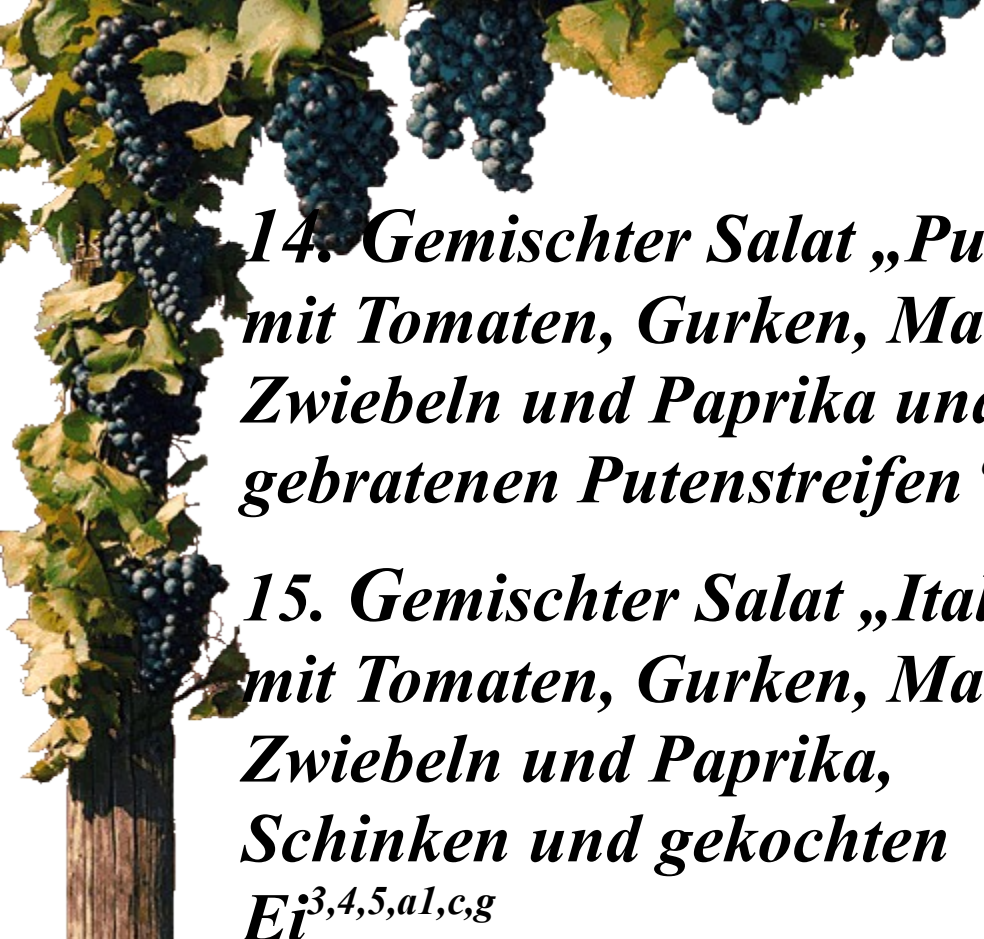 14. Gemischter Salat „Pu
mit Tomaten, Gurken, Ma
Zwiebeln und Paprika und
gebratenen Putenstreifen
15. Gemischter Salat „Ital
mit Tomaten, Gurken, Ma
Zwiebeln und Paprika,
Schinken und gekochten
Ei3,4,5,a1,c,g